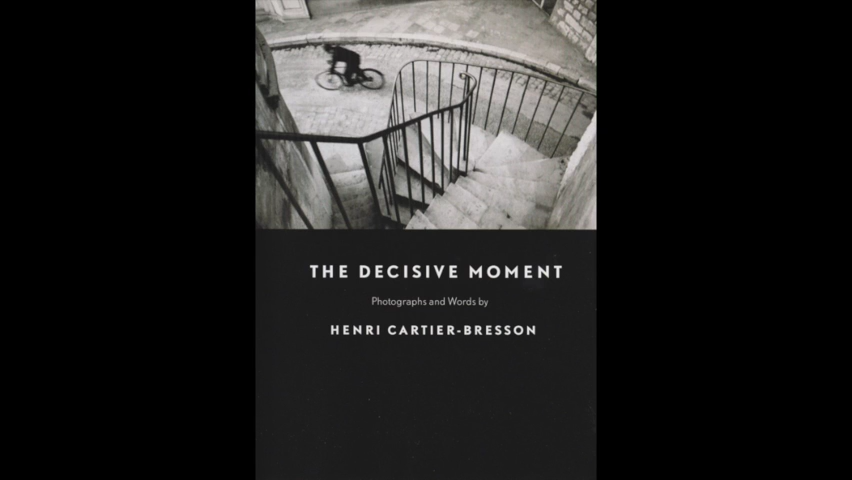 THE DECISIVE MOMENT
Photographs and Words by
HENRI CARTIER-BRESSON